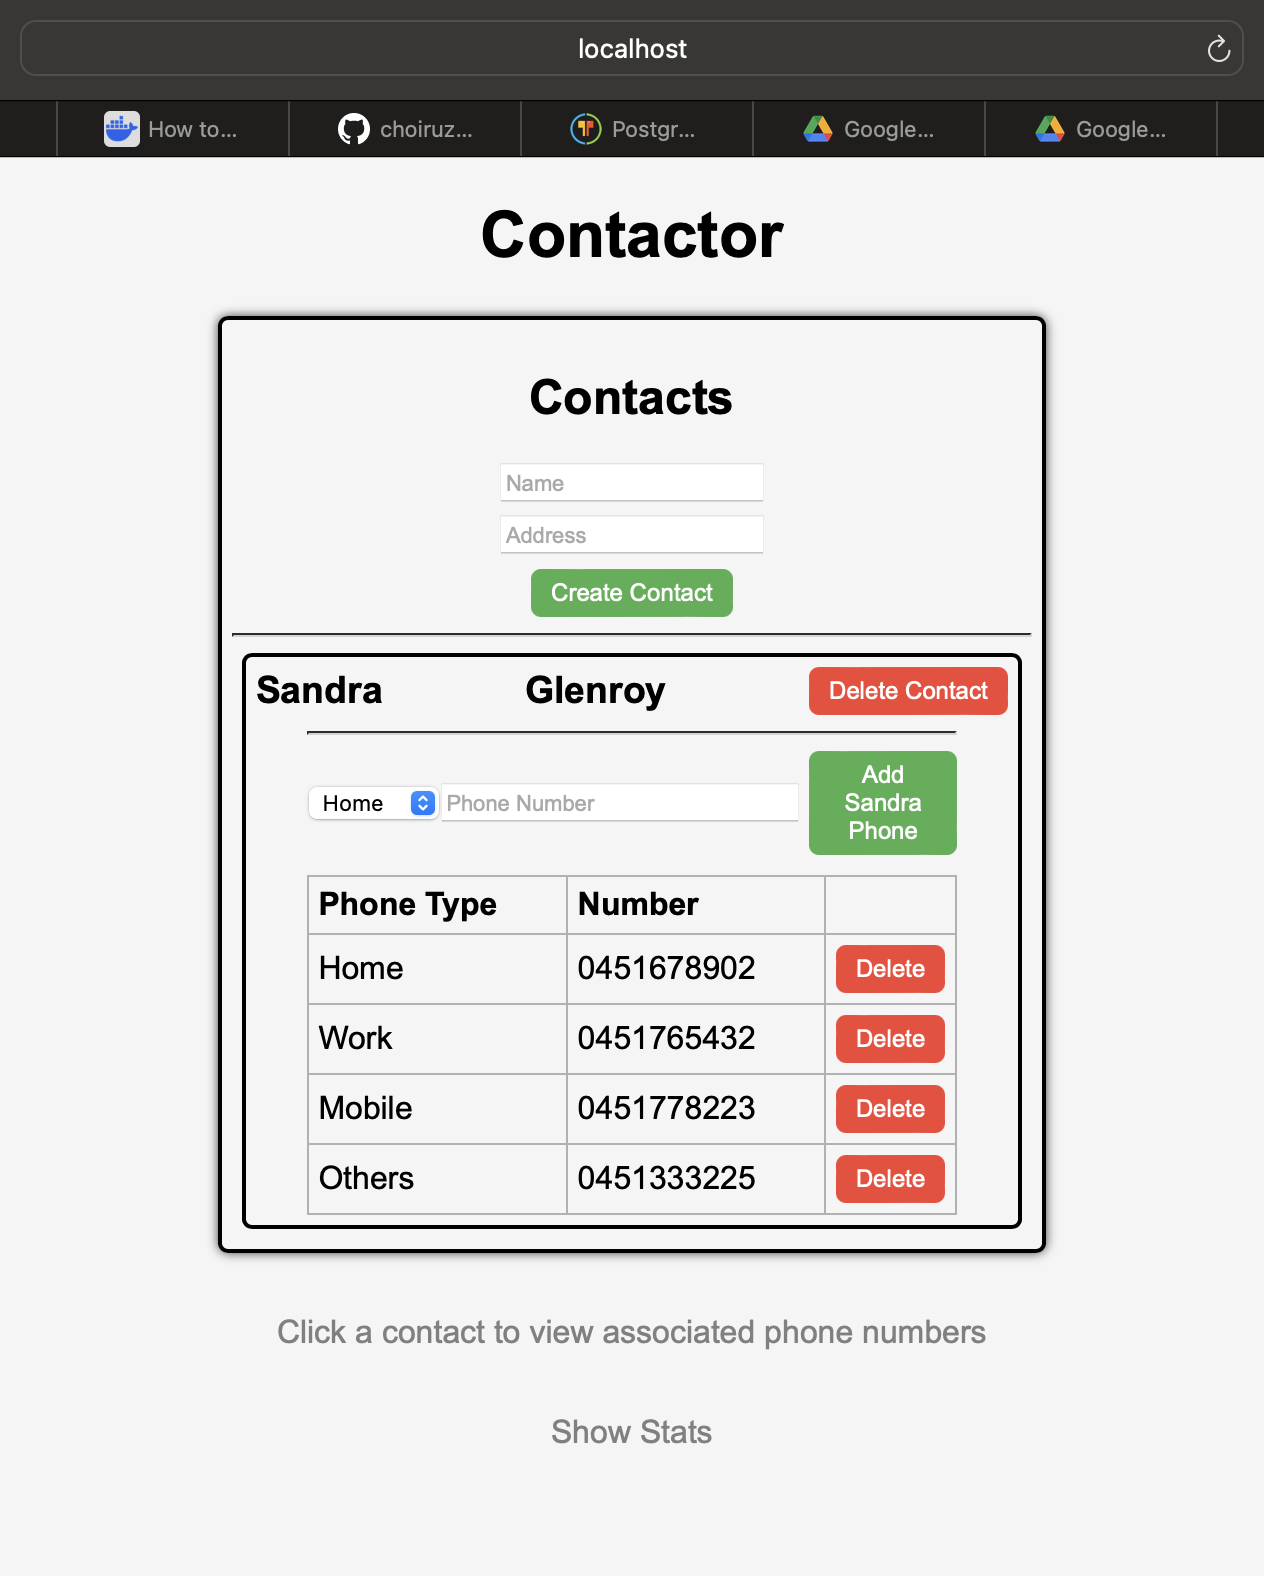 localhost
How to...
choiruz...
Postgr...
Google...
Google...
Contactor
Contacts
Name
Address
Create Contact
Sandra Glenroy Delete Contact
Home Phone Number Add
Sandra
Phone
Phone Type Number
Home 0451678902 Delete
Work 0451765432 Delete
Mobile 0451778223 Delete
Others 0451333225 Delete
Click a contact to view associated phone numbers
Show Stats